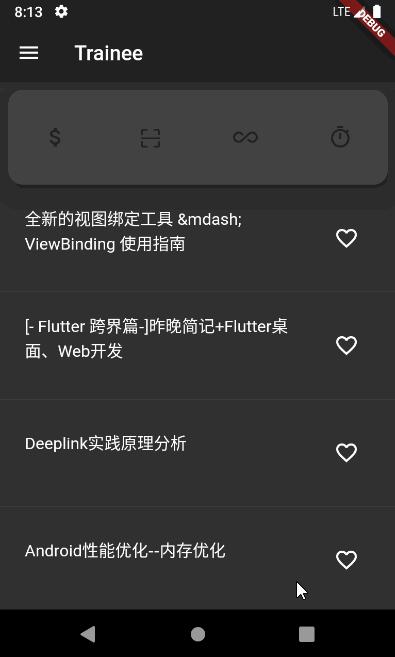 8:13
LTE
DEBUG
Trainee
全新的视图绑定工具 &mdash;
ViewBinding 使用指南
[- Flutter 跨界篇-]昨晚简记+Flutter桌
面、Web开发
Deeplink实践原理分析
Android性能优化--内存优化